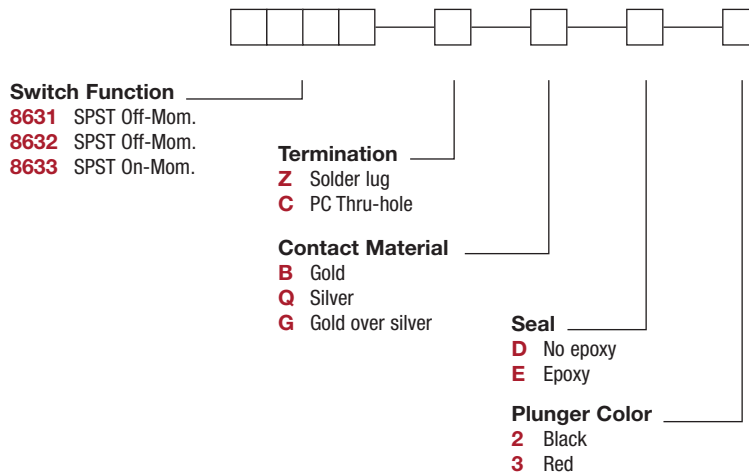 Switch Function
8631 SPST Off-Mom.
8632 SPST Off-Mom.
8633 SPST On-Mom.
Termination
Z Solder lug
C PC Thru-hole
Contact Material
B Gold
Q Silver
G Gold over silver
Seal
D No epoxy
E Epoxy
Plunger Color
2 Black
3 Red